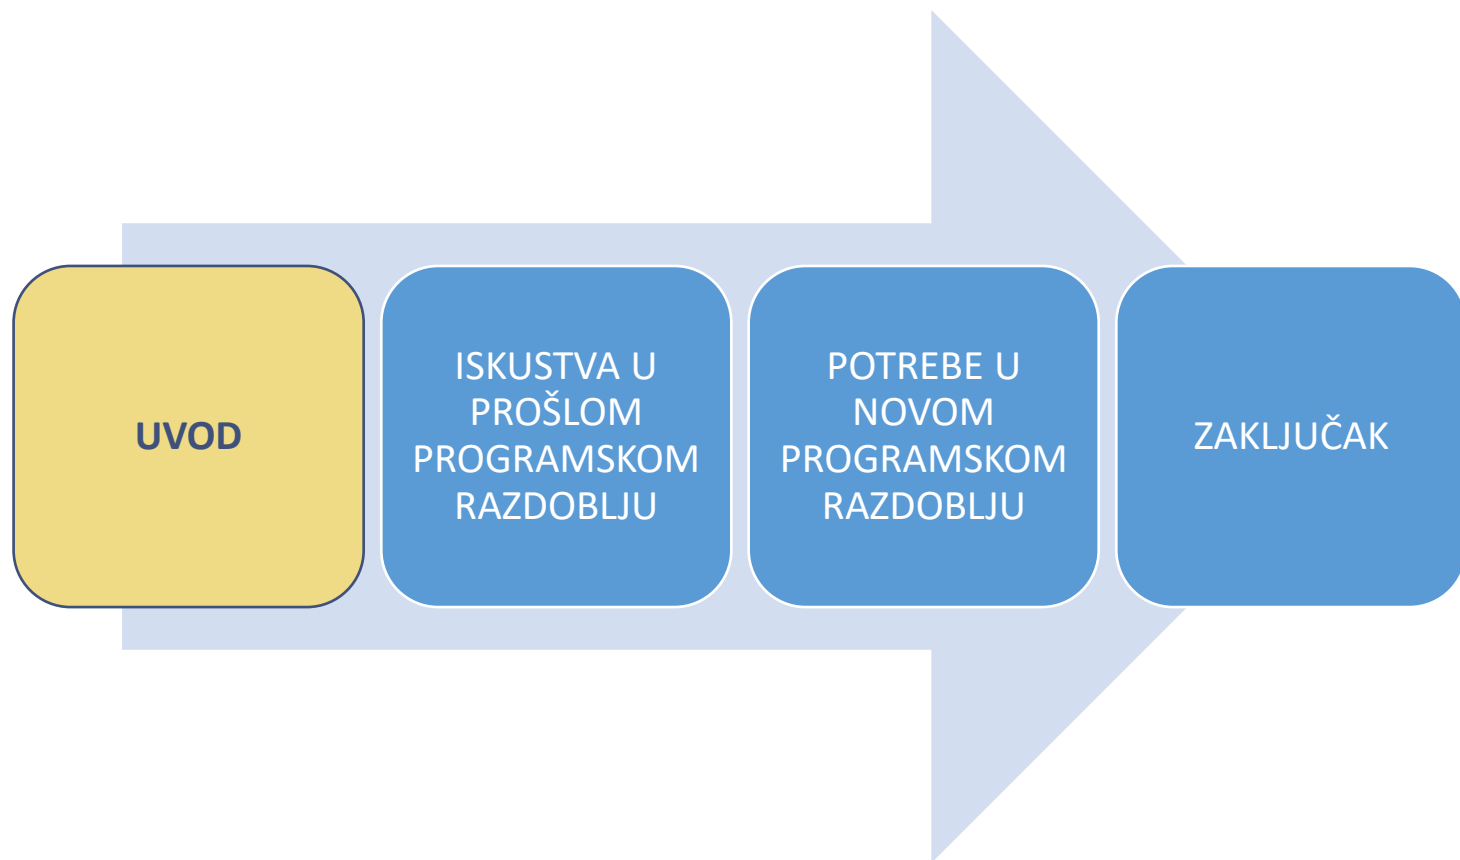 UVOD
ISKUSTVA U
PROŠLOM
PROGRAMSKOM
RAZDOBLJU
POTREBE U
NOVOM
PROGRAMSKOM
RAZDOBLJU
ZAKLJUČAK